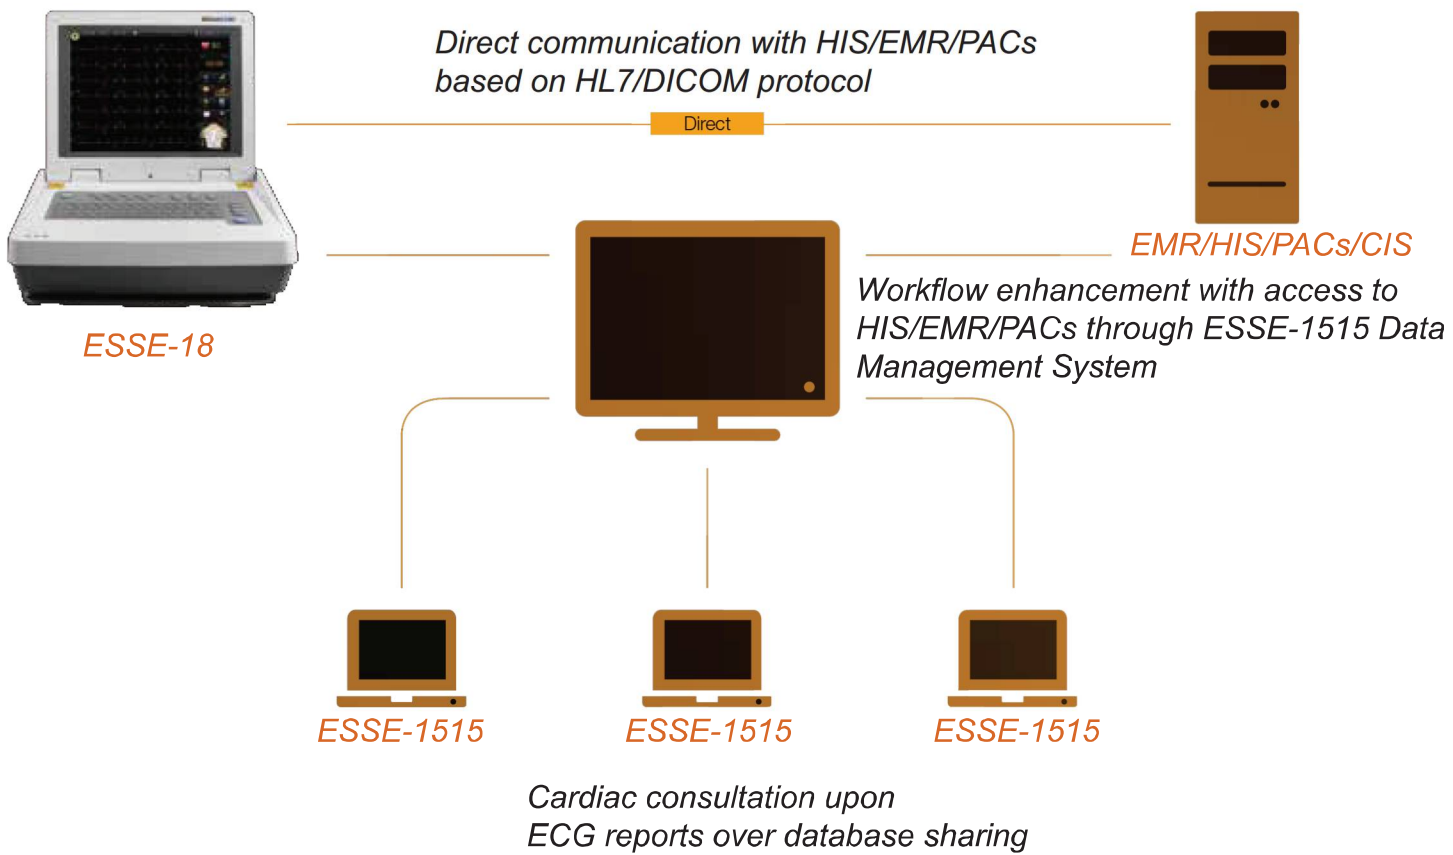 Direct communication with HIS/EMR/PACs
based on HL7/DICOM protocol
Direct
EMR/HIS/PACs/CIS
Workflow enhancement with access to
HIS/EMR/PACs through ESSE-1515 Data
Management System
ESSE-18
ESSE-1515
ESSE-1515
ESSE-1515
Cardiac consultation upon
ECG reports over database sharing